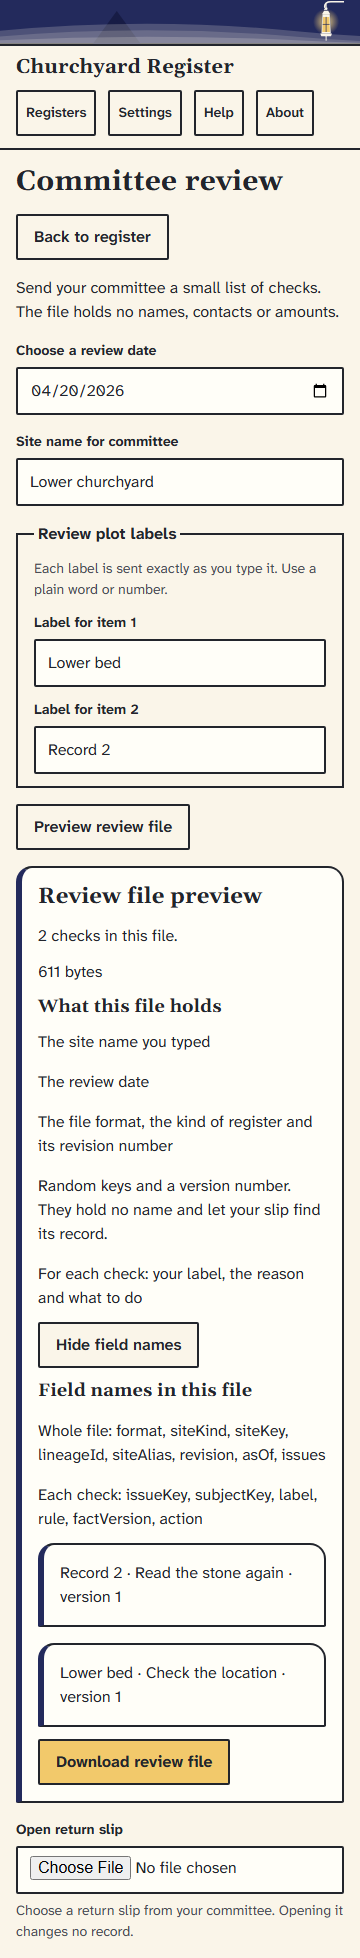 Churchyard Register
Registers
Settings
Help
About
Committee review
Back to register
Send your committee a small list of checks.
The file holds no names, contacts or amounts.
Choose a review date
04/20/2026
Site name for committee
Lower churchyard
Review plot labels
Each label is sent exactly as you type it. Use a
plain word or number.
Label for item 1
Lower bed
Label for item 2
Record 2
Preview review file
Review file preview
2 checks in this file.
611 bytes
What this file holds
The site name you typed
The review date
The file format, the kind of register and
its revision number
Random keys and a version number.
They hold no name and let your slip find
its record.
For each check: your label, the reason
and what to do
Hide field names
Field names in this file
Whole file: format, siteKind, siteKey,
lineageId, siteAlias, revision, asOf, issues
Each check: issueKey, subjectKey, label,
rule, factVersion, action
Record 2 · Read the stone again ·
version 1
Lower bed · Check the location ·
version 1
Download review file
Open return slip
Choose File No file chosen
Choose a return slip from your committee. Opening it
changes no record.